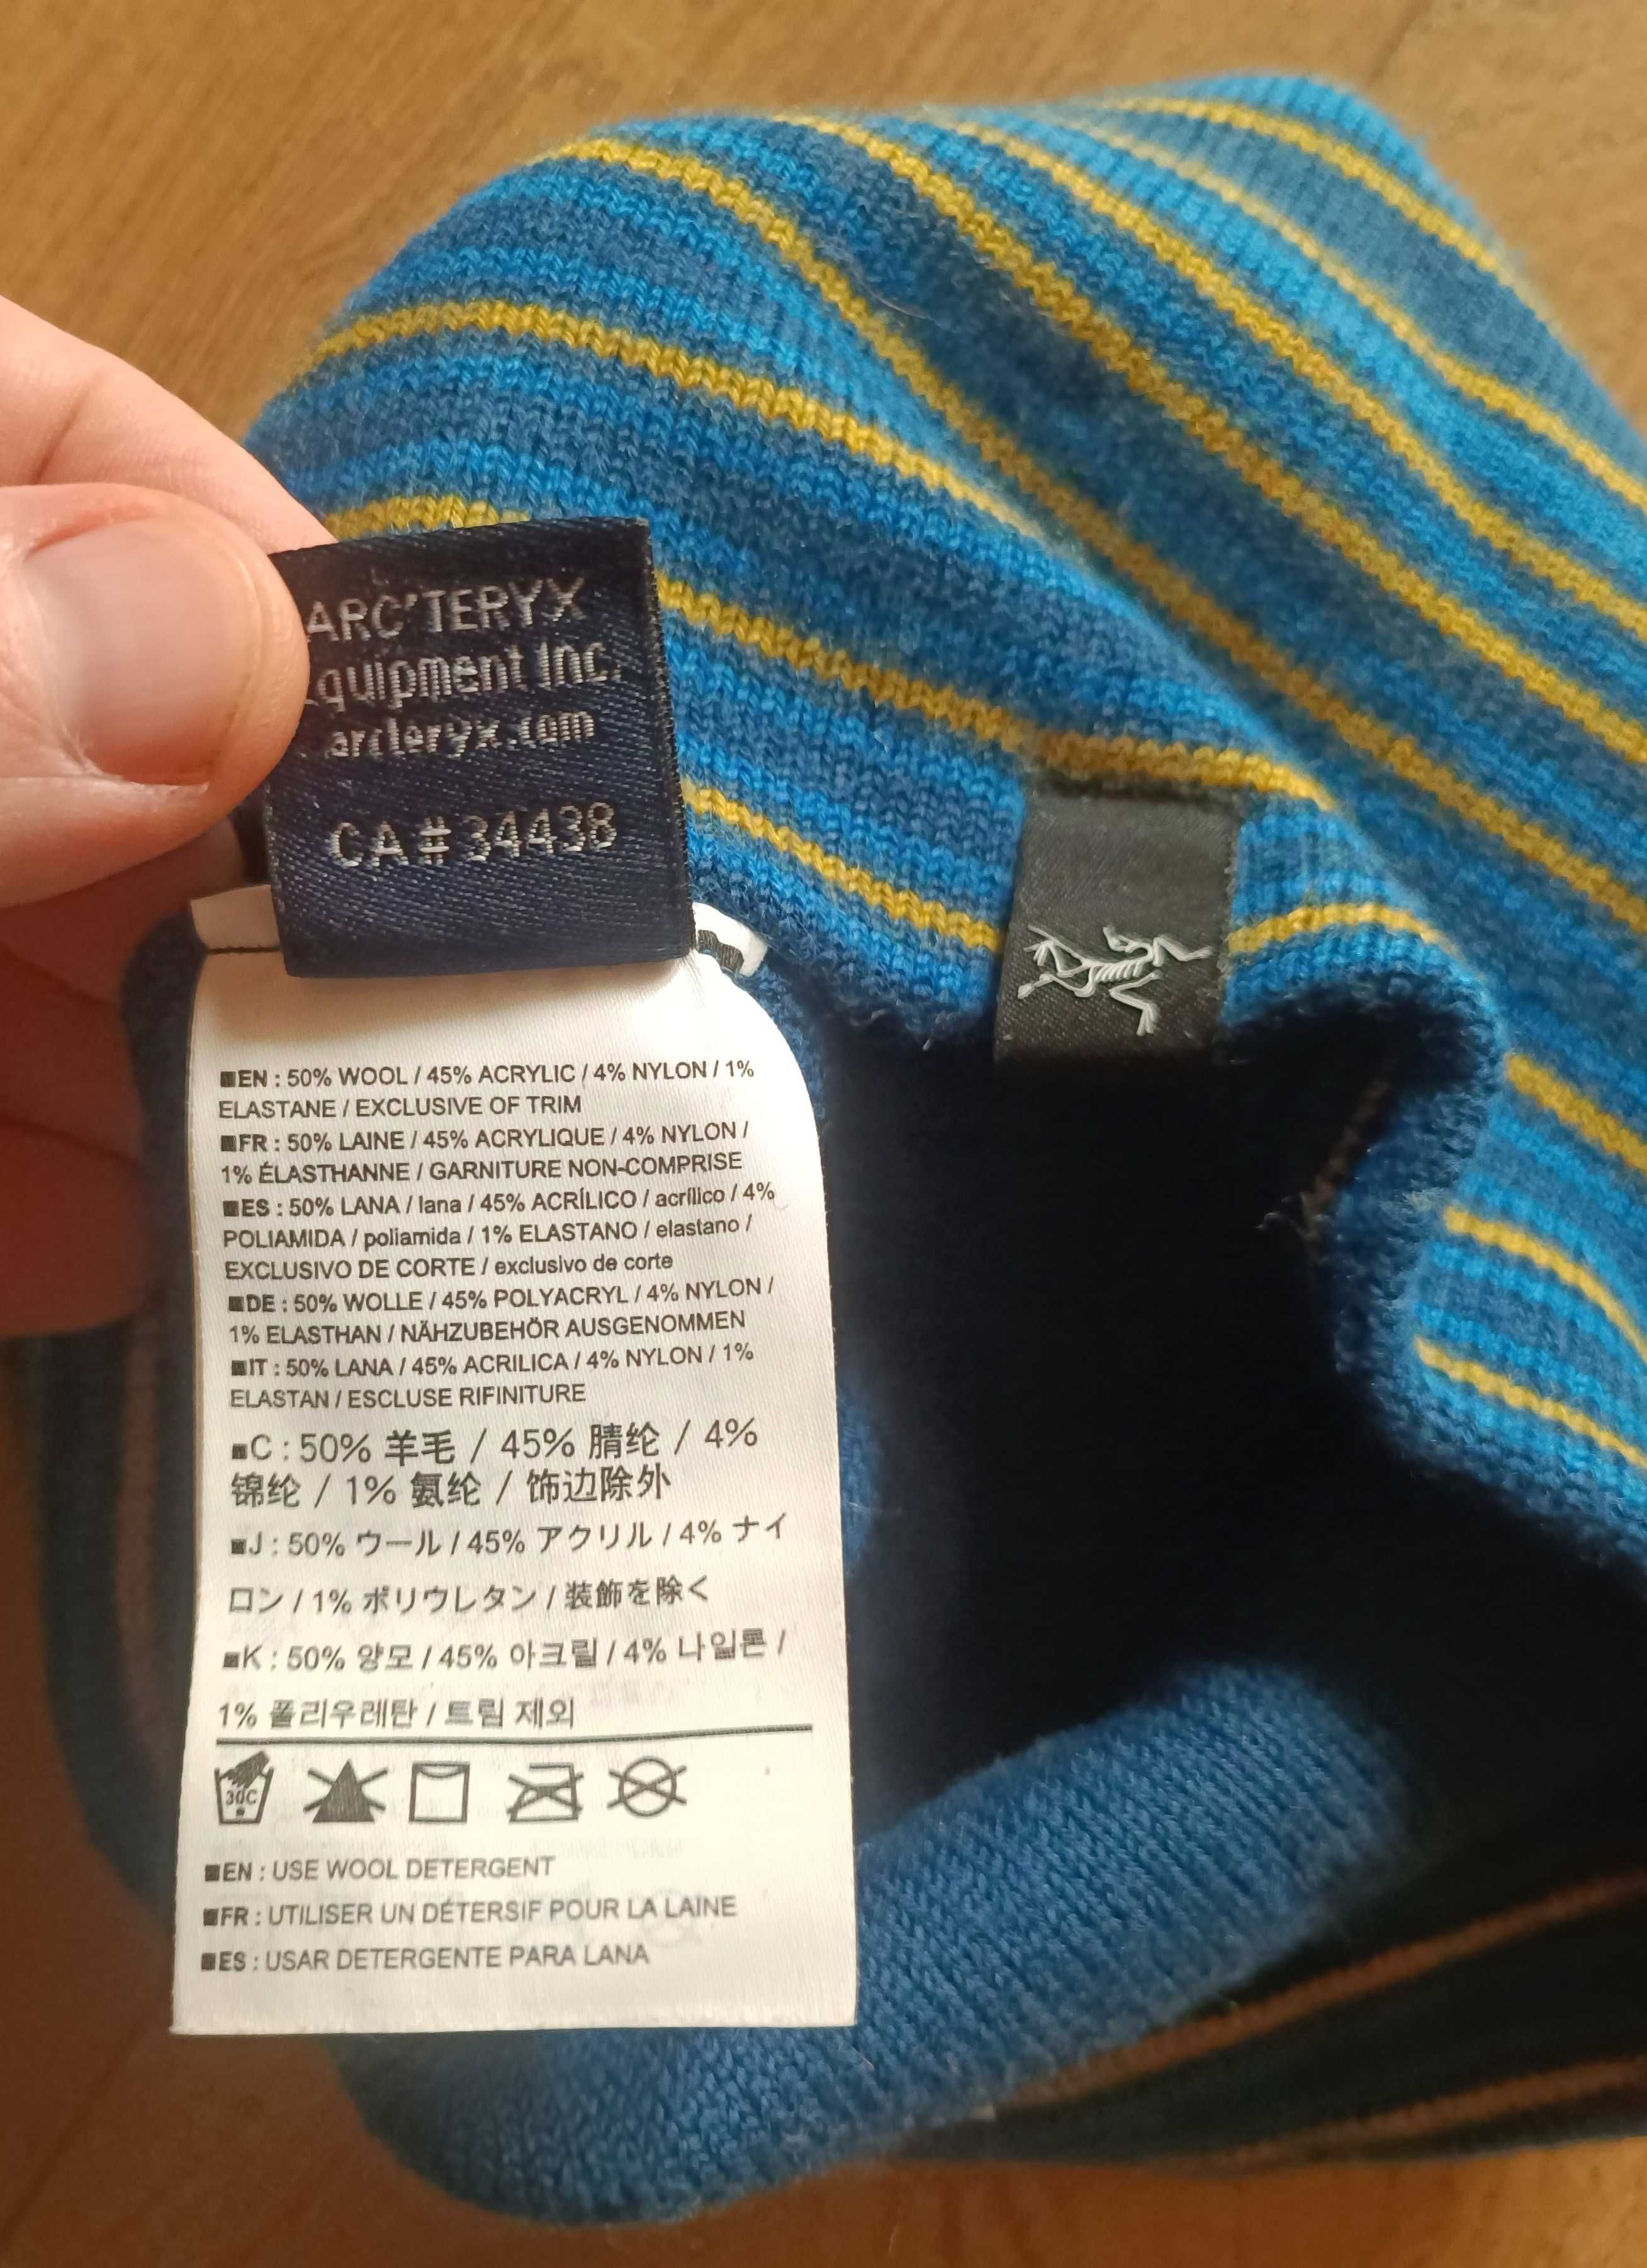 ARC'TERYX
quipment Inc.
arcteryx.com
CA# 34438
■EN : 50% WOOL / 45% ACRYLIC / 4% NYLON / 1%
ELASTANE / EXCLUSIVE OF TRIM
■FR : 50% LAINE / 45% ACRYLIQUE / 4% NYLON /
1% ÉLASTHANNE / GARNITURE NON-COMPRISE
■ES : 50% LANA / lana / 45% ACRÍLICO / acrílico / 4%
POLIAMIDA / poliamida / 1% ELASTANO / elastano /
EXCLUSIVO DE CORTE / exclusivo de corte
■DE : 50% WOLLE / 45% POLYACRYL / 4% NYLON /
1% ELASTHAN / NÄHZUBEHÖR AUSGENOMMEN
■IT : 50% LANA / 45% ACRILICA / 4% NYLON / 1%
ELASTAN / ESCLUSE RIFINITURE
■C : 50% 羊毛 / 45% 腈纶 / 4%
锦纶 / 1% 氨纶 / 饰边除外
■J : 50% ウール / 45% アクリル / 4% ナイ
ロン / 1% ポリウレタン / 装飾を除く
■K : 50% 양모 / 45% 아크릴 / 4% 나일론 /
1% 폴리우레탄 / 트림 제외
30C
■EN : USE WOOL DETERGENT
■FR : UTILISER UN DÉTERSIF POUR LA LAINE
■ES : USAR DETERGENTE PARA LANA